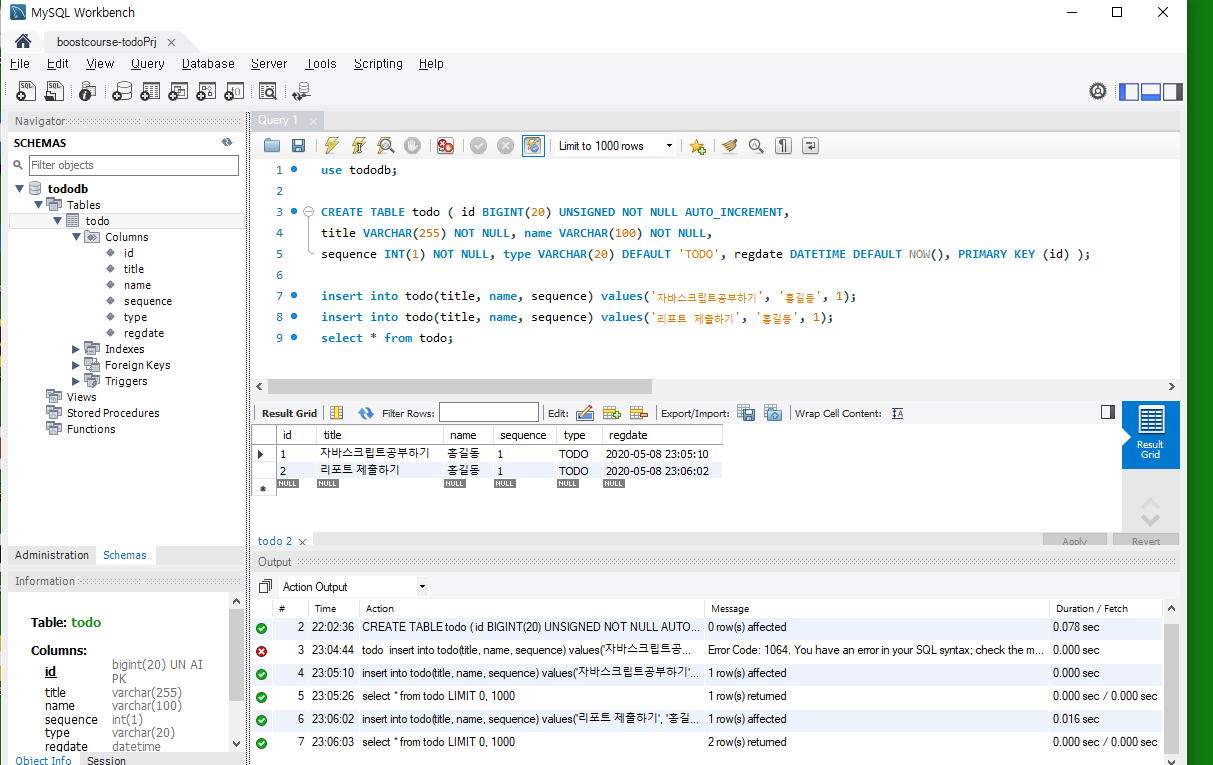 MySQL Workbench
boostcourse-todoPrj
File Edit View Query Database Server Tools Scripting Help
Navigator
SCHEMAS
Filter objects
tododb
Tables
todo
Columns
id
title
name
sequence
type
regdate
Indexes
Foreign Keys
Triggers
Views
Stored Procedures
Functions
Administration Schemas
Information
Table: todo
Columns:
id bigint(20) UN AI
PK
title varchar(255)
name varchar(100)
sequence int(1)
type varchar(20)
regdate datetime
Object Info Session
Query 1
Limit to 1000 rows
1 use tododb;
2
3 CREATE TABLE todo ( id BIGINT(20) UNSIGNED NOT NULL AUTO_INCREMENT,
4 title VARCHAR(255) NOT NULL, name VARCHAR(100) NOT NULL,
5 sequence INT(1) NOT NULL, type VARCHAR(20) DEFAULT 'TODO', regdate DATETIME DEFAULT NOW(), PRIMARY KEY (id) );
6
7 insert into todo(title, name, sequence) values('자바스크립트공부하기', '홍길동', 1);
8 insert into todo(title, name, sequence) values('리포트 제출하기', '홍길동', 1);
9 select * from todo;
Result Grid Filter Rows: Edit: Export/Import: Wrap Cell Content:
id title name sequence type regdate
1 자바스크립트공부하기 홍길동 1 TODO 2020-05-08 23:05:10
2 리포트 제출하기 홍길동 1 TODO 2020-05-08 23:06:02
NULL NULL NULL NULL NULL NULL
Result
Grid
todo 2
Apply Revert
Output
Action Output
# Time Action Message Duration / Fetch
2 22:02:36 CREATE TABLE todo ( id BIGINT(20) UNSIGNED NOT NULL AUTO... 0 row(s) affected 0.078 sec
3 23:04:44 todo insert into todo(title, name, sequence) values('자바스크립트공... Error Code: 1064. You have an error in your SQL syntax; check the m... 0.000 sec
4 23:05:10 insert into todo(title, name, sequence) values('자바스크립트공부하기'... 1 row(s) affected 0.000 sec
5 23:05:26 select * from todo LIMIT 0, 1000 1 row(s) returned 0.000 sec / 0.000 sec
6 23:06:02 insert into todo(title, name, sequence) values('리포트 제출하기', '홍길... 1 row(s) affected 0.016 sec
7 23:06:03 select * from todo LIMIT 0, 1000 2 row(s) returned 0.000 sec / 0.000 sec